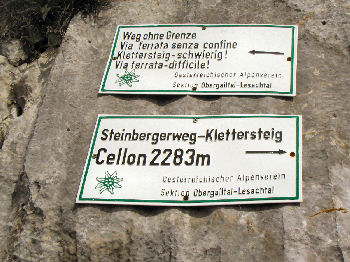 Weg ohne Grenze
Via ferrata senza confine
Klettersteig-schwierig!
Via ferrata-difficile!
Oesterreichischer Alpenverein
Sektion Obergailtal-Lesachtal
Steinbergerweg-Klettersteig
Cellon 2283m
Oesterreichischer Alpenverein
Sektion Obergailtal-Lesachtal